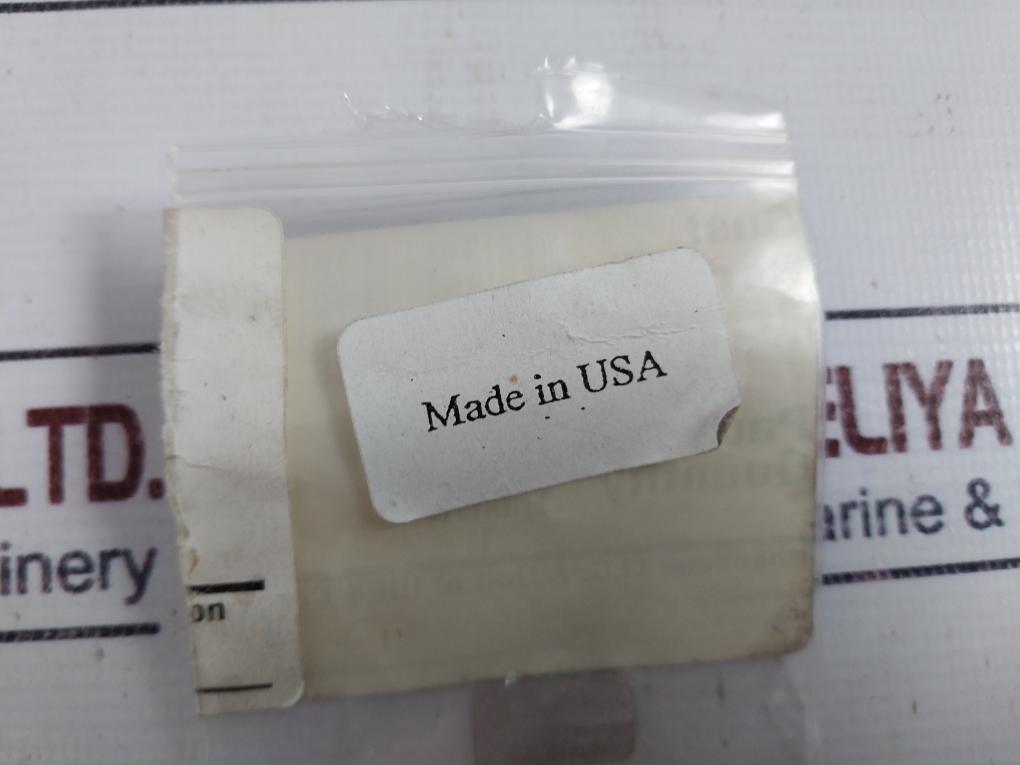 Made in USA
LTD.
ELIYA
inery
arine &
on